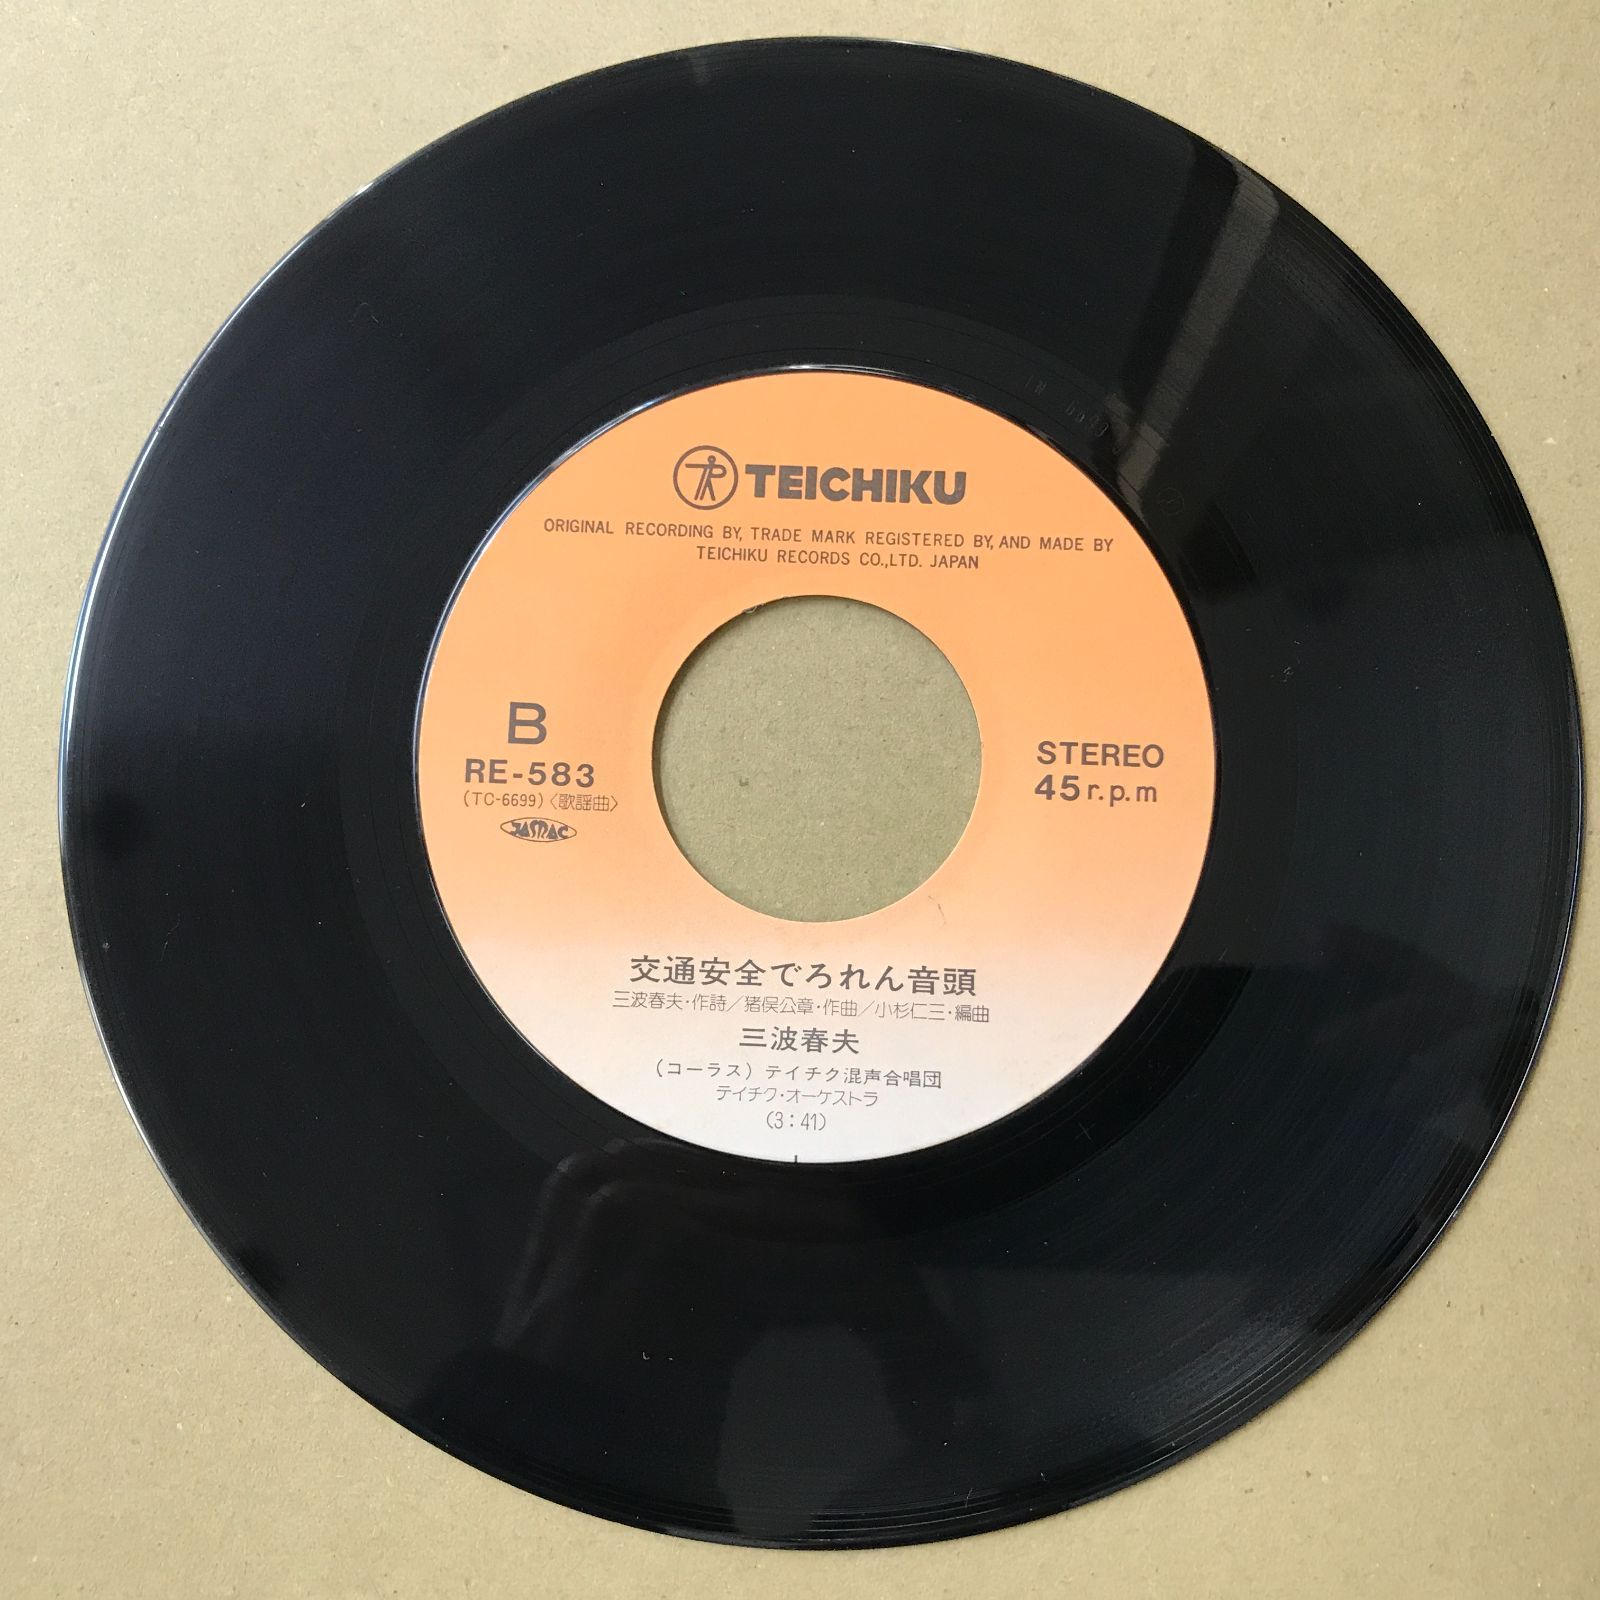 TEICHIKU
ORIGINAL RECORDING BY, TRADE MARK REGISTERED BY, AND MADE BY
TEICHIKU RECORDS CO.,LTD. JAPAN
B
RE-583
(TC-6699)〈歌謡曲〉
JASRAC
STEREO
45 r.p.m
交通安全でろれん音頭
三波春夫・作詩／猪俣公章・作曲／小杉仁三・編曲
三波春夫
(コーラス) テイチク混声合唱団
テイチク・オーケストラ
(3:41)